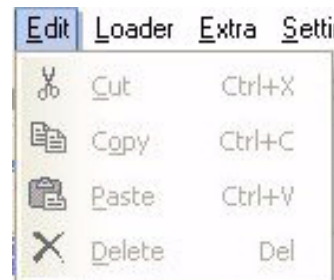 Edit Loader Extra Setti
Cut Ctrl+X
Copy Ctrl+C
Paste Ctrl+V
Delete Del